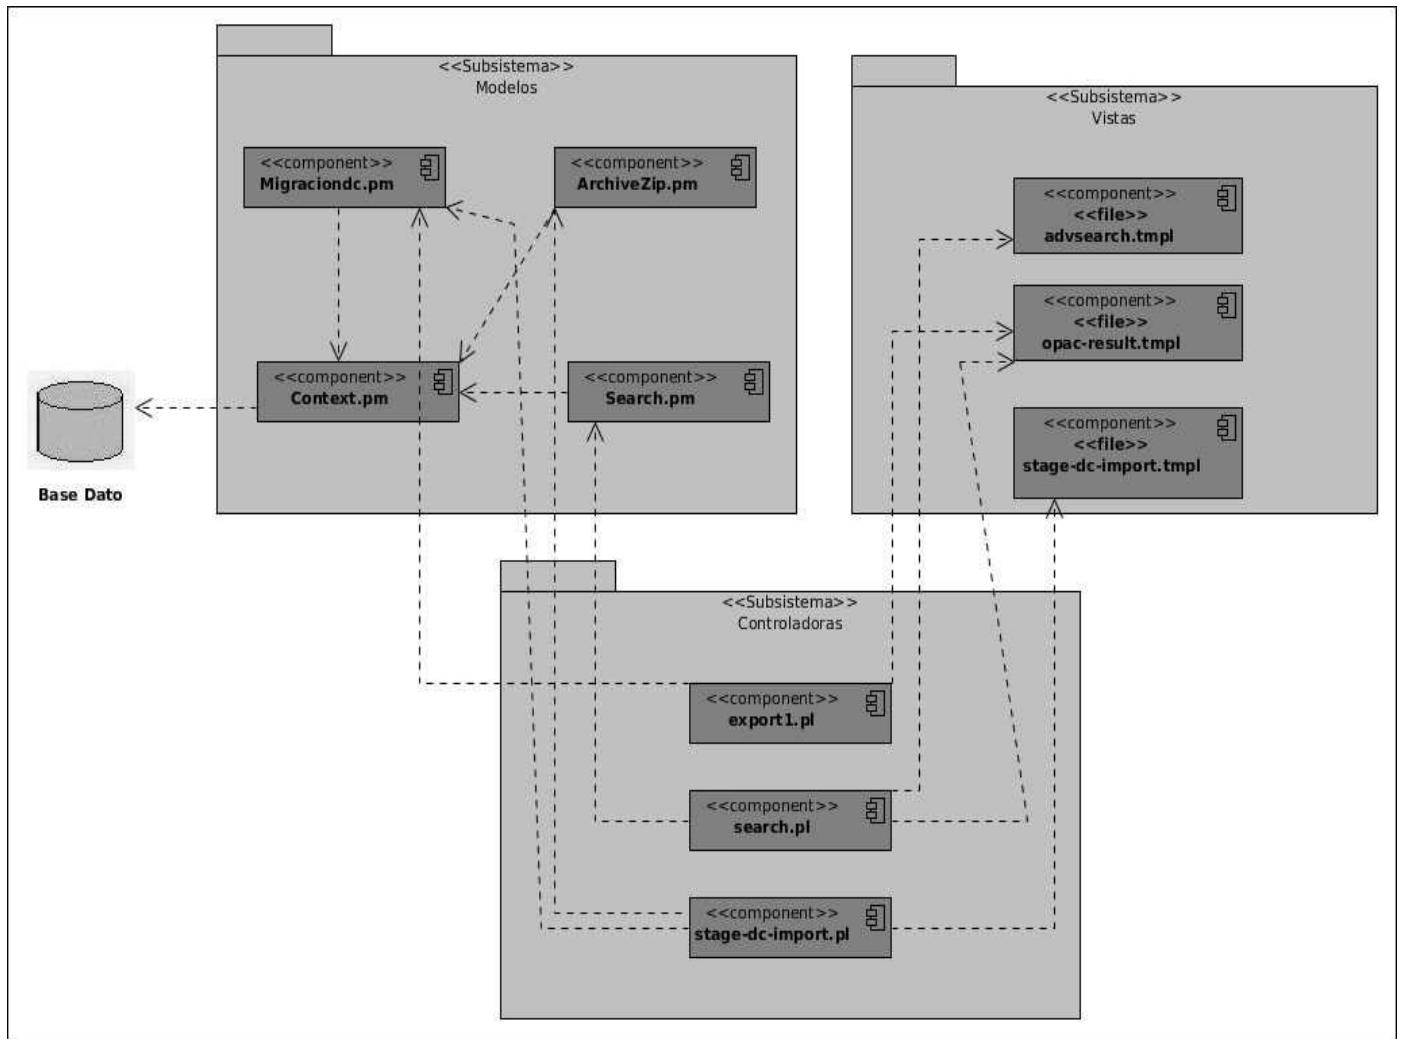 <<Subsistema>>
Modelos
<<component>>
Migraciondc.pm
<<component>>
ArchiveZip.pm
<<component>>
Context.pm
<<component>>
Search.pm
Base Dato
<<Subsistema>>
Vistas
<<component>>
<<file>>
advsearch.tmpl
<<component>>
<<file>>
opac-result.tmpl
<<component>>
<<file>>
stage-dc-import.tmpl
<<Subsistema>>
Controladoras
<<component>>
export1.pl
<<component>>
search.pl
<<component>>
stage-dc-import.pl